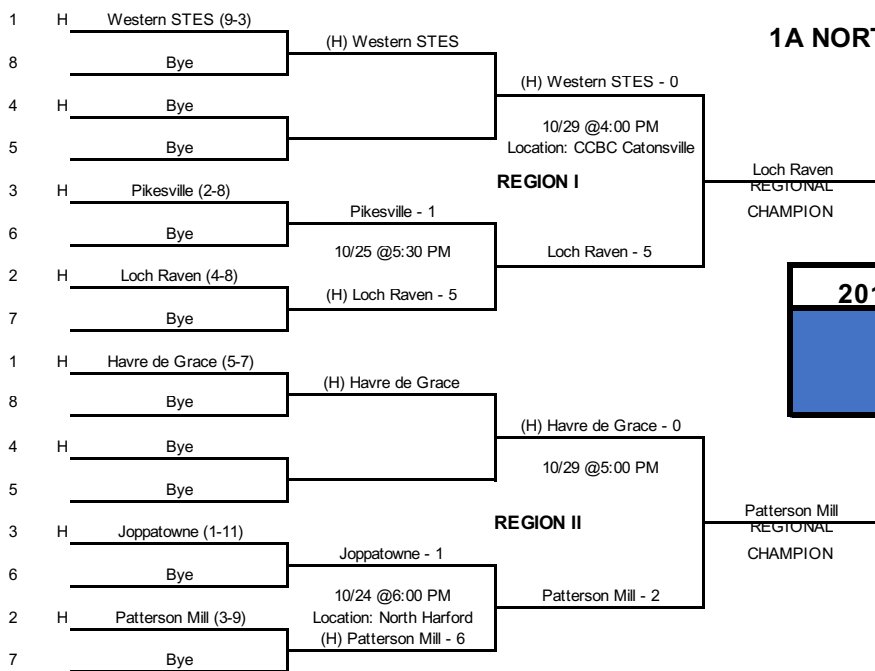 1 H Western STES (9-3)
(H) Western STES
1A NORT
8 Bye
(H) Western STES - 0
4 H Bye
10/29 @4:00 PM
5 Bye
Location: CCBC Catonsville
Loch Raven
REGION I
REGIONAL
3 H Pikesville (2-8)
Pikesville - 1
CHAMPION
6 Bye
10/25 @5:30 PM
Loch Raven - 5
2 H Loch Raven (4-8)
(H) Loch Raven - 5
201
7 Bye
1 H Havre de Grace (5-7)
(H) Havre de Grace
8 Bye
(H) Havre de Grace - 0
4 H Bye
10/29 @5:00 PM
5 Bye
Patterson Mill
REGION II
REGIONAL
3 H Joppatowne (1-11)
Joppatowne - 1
CHAMPION
6 Bye
10/24 @6:00 PM
Patterson Mill - 2
2 H Patterson Mill (3-9)
Location: North Harford
(H) Patterson Mill - 6
7 Bye